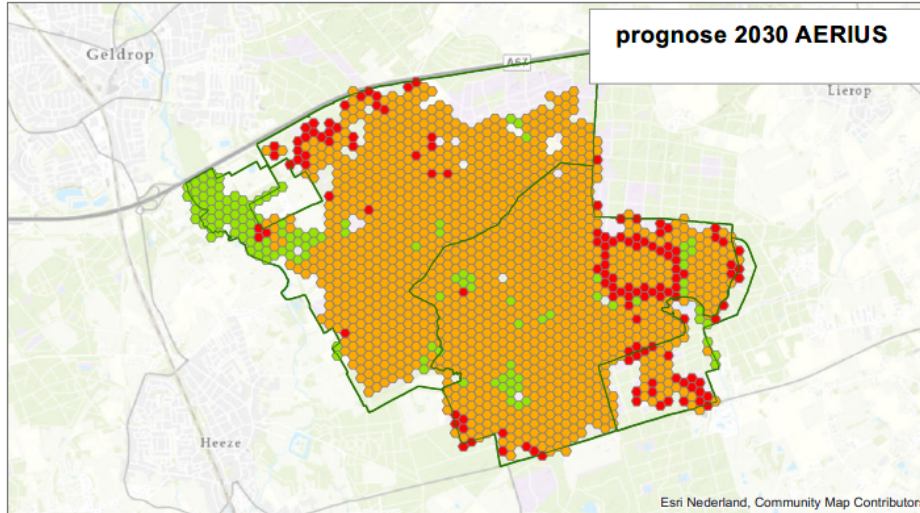 prognose 2030 AERIUS
Geldrop
A67
Lierop
Heeze
Esri Nederland, Community Map Contributors